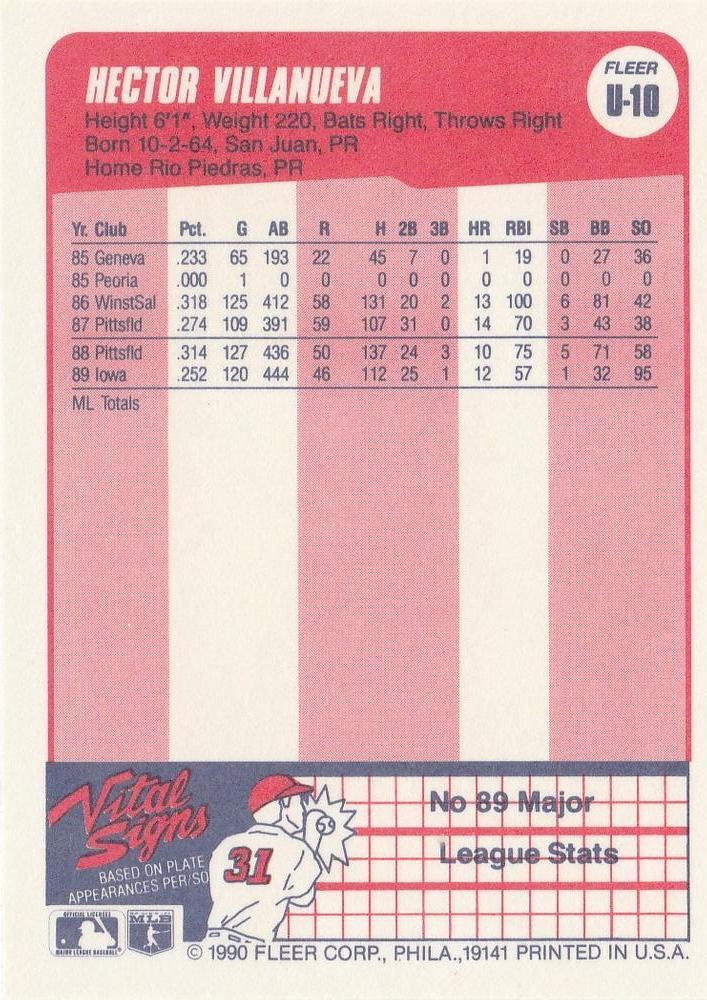 HECTOR VILLANUEVA
FLEER
U-10
Height 6'1", Weight 220, Bats Right, Throws Right
Born 10-2-64, San Juan, PR
Home Rio Piedras, PR
Yr. Club Pct. G AB R H 2B 3B HR RBI SB BB SO
85 Geneva .233 65 193 22 45 7 0 1 19 0 27 36
85 Peoria .000 1 0 0 0 0 0 0 0 0 0 0
86 WinstSal .318 125 412 58 131 20 2 13 100 6 81 42
87 Pittsfld .274 109 391 59 107 31 0 14 70 3 43 38
88 Pittsfld .314 127 436 50 137 24 3 10 75 5 71 58
89 Iowa .252 120 444 46 112 25 1 12 57 1 32 95
ML Totals
Vital
Signs
BASED ON PLATE
APPEARANCES PER/SO
31
No 89 Major
League Stats
OFFICIAL LICENSEE
MAJOR LEAGUE BASEBALL
MLB
© 1990 FLEER CORP., PHILA.,19141 PRINTED IN U.S.A.